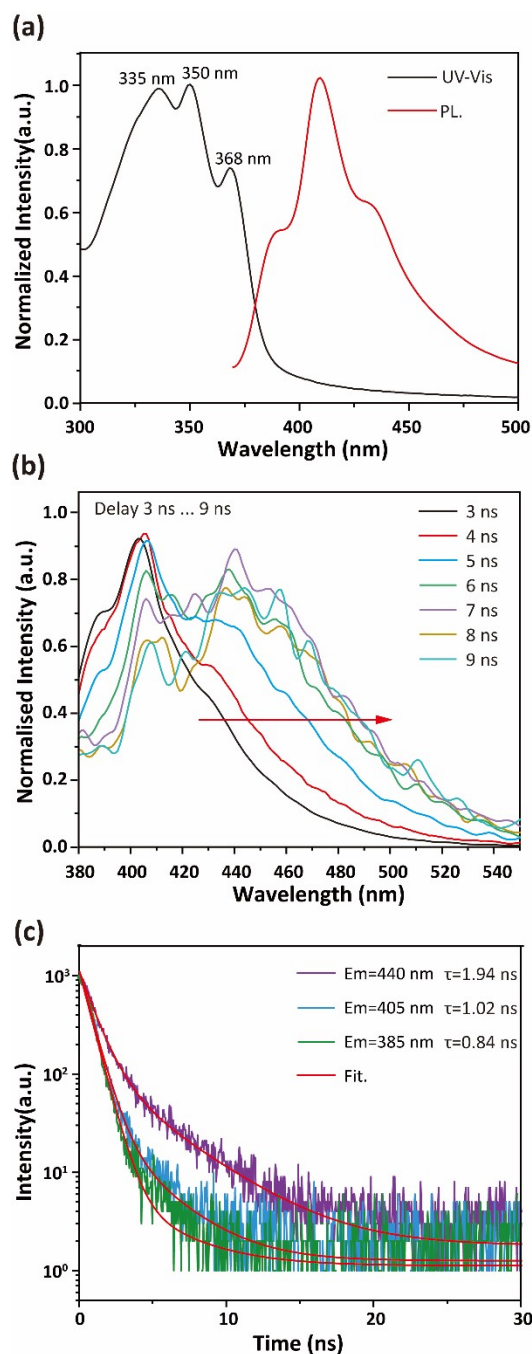 (a)
335 nm 350 nm
368 nm
UV-Vis
PL.
Normalized Intensity(a.u.)
1.0
0.8
0.6
0.4
0.2
0.0
300 350 400 450 500
Wavelength (nm)
(b)
Delay 3 ns ... 9 ns
3 ns
4 ns
5 ns
6 ns
7 ns
8 ns
9 ns
Normalised Intensity (a.u.)
1.0
0.8
0.6
0.4
0.2
0.0
380 400 420 440 460 480 500 520 540
Wavelength (nm)
(c)
Em=440 nm τ=1.94 ns
Em=405 nm τ=1.02 ns
Em=385 nm τ=0.84 ns
Fit.
Intensity(a.u.)
10³
10²
10¹
10⁰
0 10 20 30
Time (ns)